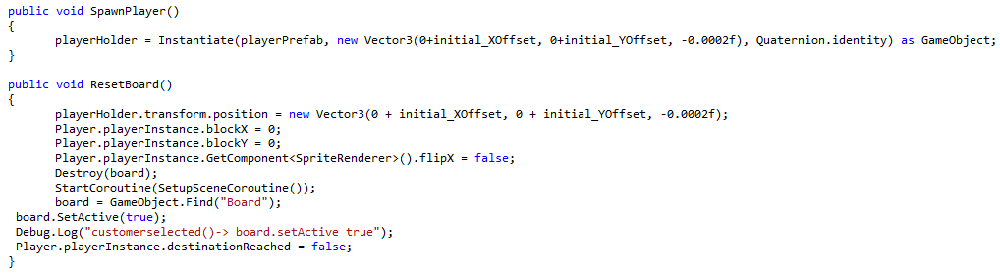 public void SpawnPlayer()
{
playerHolder = Instantiate(playerPrefab, new Vector3(0+initial_XOffset, 0+initial_YOffset, -0.0002f), Quaternion.identity) as GameObject;
}
public void ResetBoard()
{
playerHolder.transform.position = new Vector3(0 + initial_XOffset, 0 + initial_YOffset, -0.0002f);
Player.playerInstance.blockX = 0;
Player.playerInstance.blockY = 0;
Player.playerInstance.GetComponent<SpriteRenderer>().flipX = false;
Destroy(board);
StartCoroutine(SetupSceneCoroutine());
board = GameObject.Find("Board");
board.SetActive(true);
Debug.Log("customerselected()-> board.setActive true");
Player.playerInstance.destinationReached = false;
}